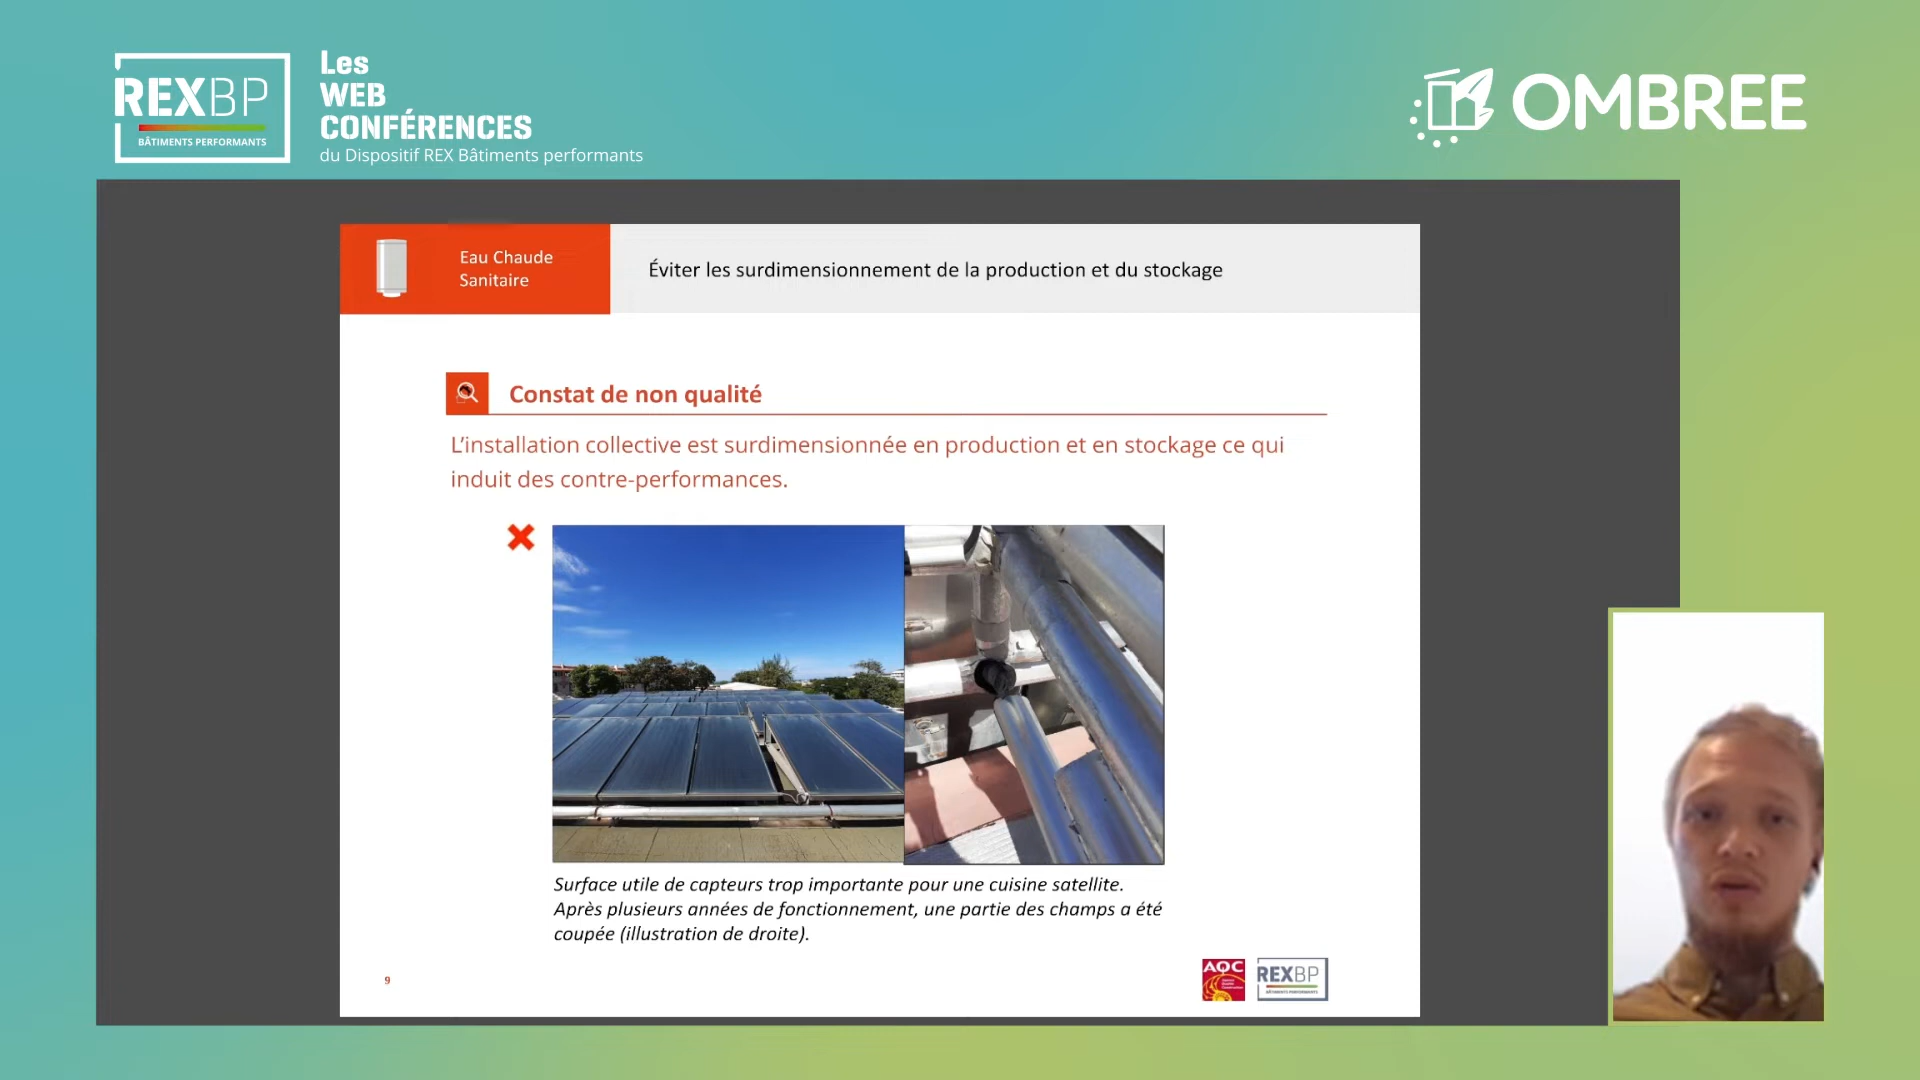 REXBP
BÂTIMENTS PERFORMANTS
Les
WEB
CONFÉRENCES
du Dispositif REX Bâtiments performants
OMBREE
Eau Chaude
Sanitaire
Éviter les surdimensionnement de la production et du stockage
Constat de non qualité
L’installation collective est surdimensionnée en production et en stockage ce qui
induit des contre-performances.
Surface utile de capteurs trop importante pour une cuisine satellite.
Après plusieurs années de fonctionnement, une partie des champs a été
coupée (illustration de droite).
9
AQC
REXBP
BÂTIMENTS PERFORMANTS